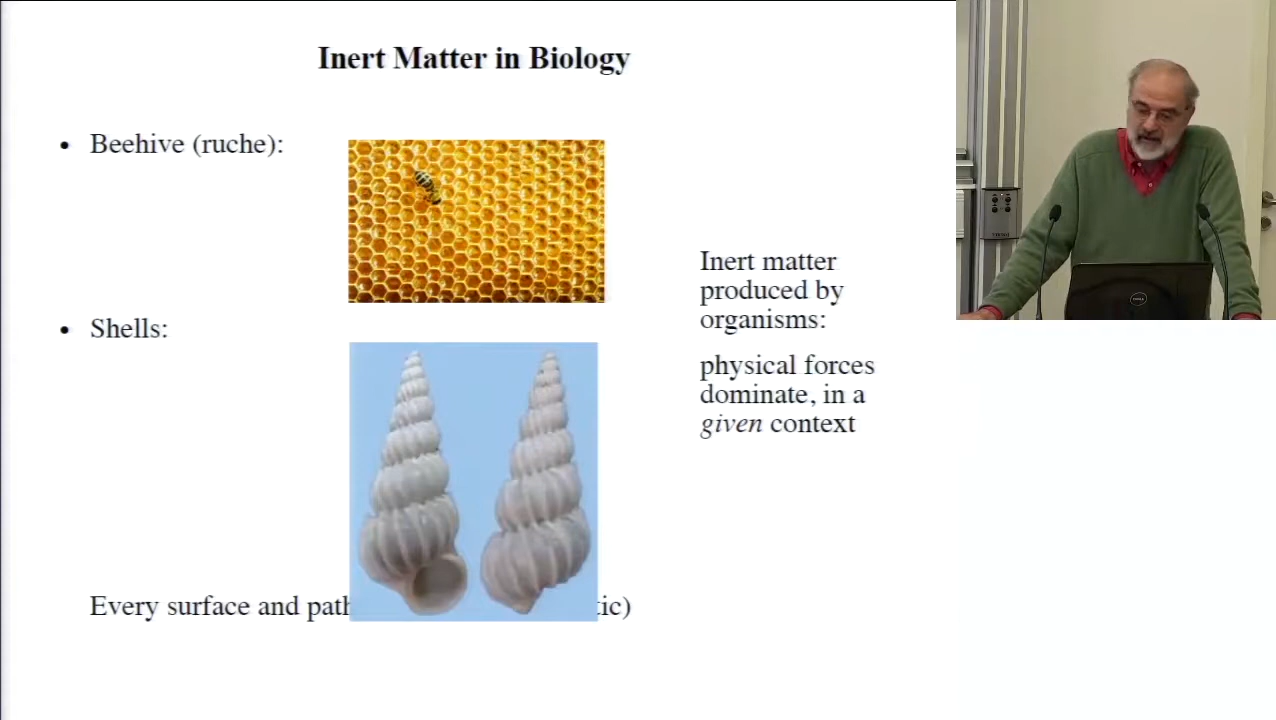 Inert Matter in Biology
• Beehive (ruche):
Inert matter
produced by
organisms:
• Shells:
physical forces
dominate, in a
given context
Every surface and path tic)